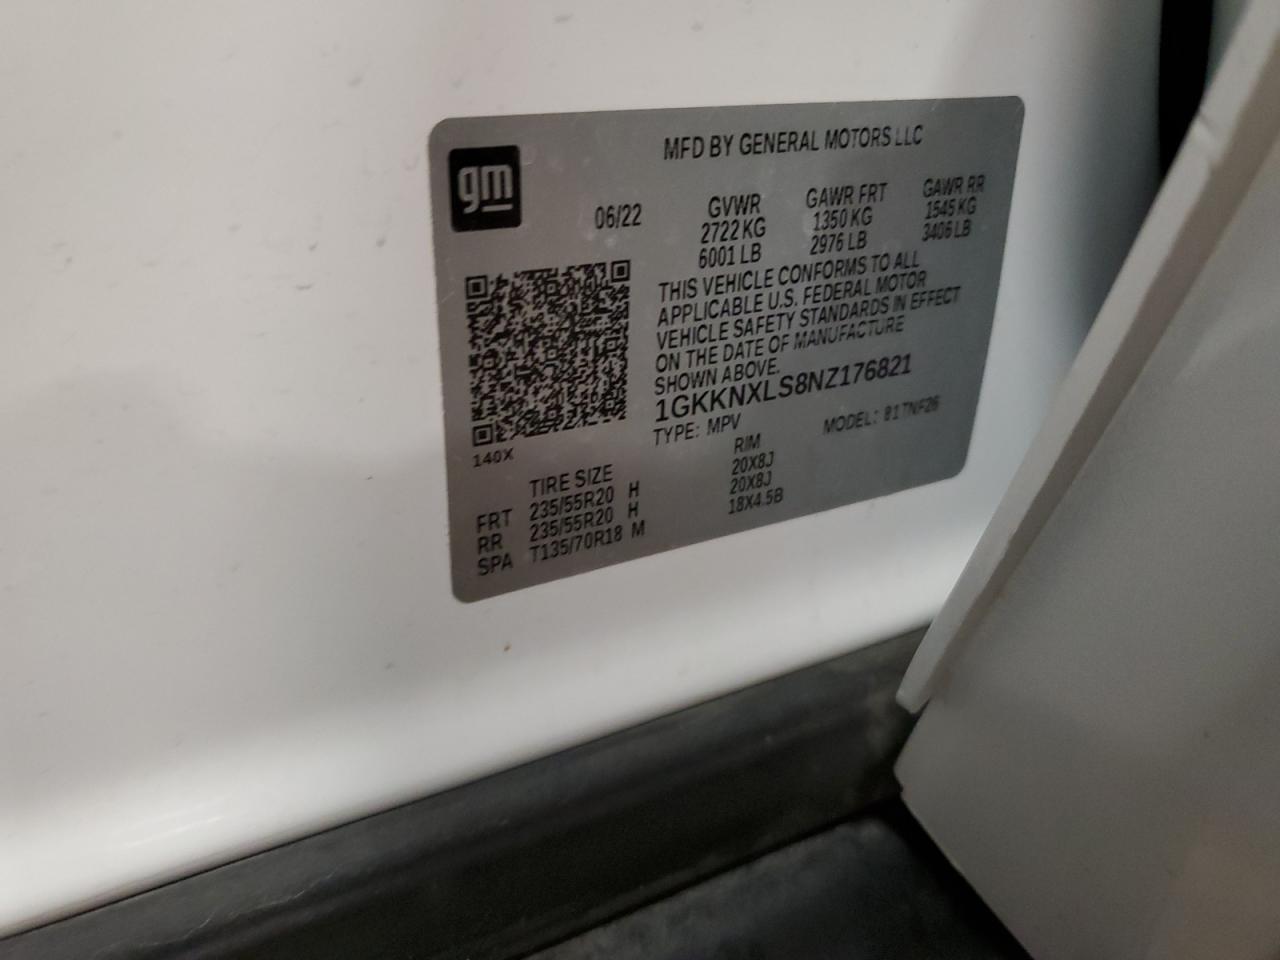 MFD BY GENERAL MOTORS LLC
gm
06/22
GVWR GAWR FRT GAWR RR
2722 KG 1350 KG 1545 KG
6001 LB 2976 LB 3406 LB
THIS VEHICLE CONFORMS TO ALL
APPLICABLE U.S. FEDERAL MOTOR
VEHICLE SAFETY STANDARDS IN EFFECT
ON THE DATE OF MANUFACTURE
SHOWN ABOVE.
1GKKNXLS8NZ176821
TYPE: MPV MODEL: 81TNF26
140X
TIRE SIZE RIM
FRT 235/55R20 H 20X8J
RR 235/55R20 H 20X8J
SPA T135/70R18 M 18X4.5B